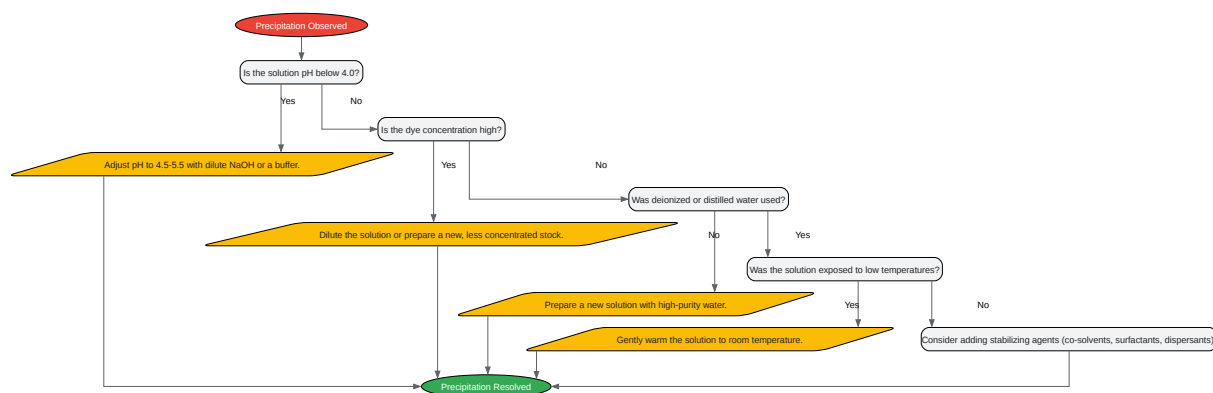 Precipitation Observed
Is the solution pH below 4.0?
Yes
No
Is the dye concentration high?
Adjust pH to 4.5-5.5 with dilute NaOH or a buffer.
Yes
No
Was deionized or distilled water used?
Dilute the solution or prepare a new, less concentrated stock.
No
Yes
Was the solution exposed to low temperatures?
Prepare a new solution with high-purity water.
Yes
No
Gently warm the solution to room temperature.
Consider adding stabilizing agents (co-solvents, surfactants, dispersants)
Precipitation Resolved